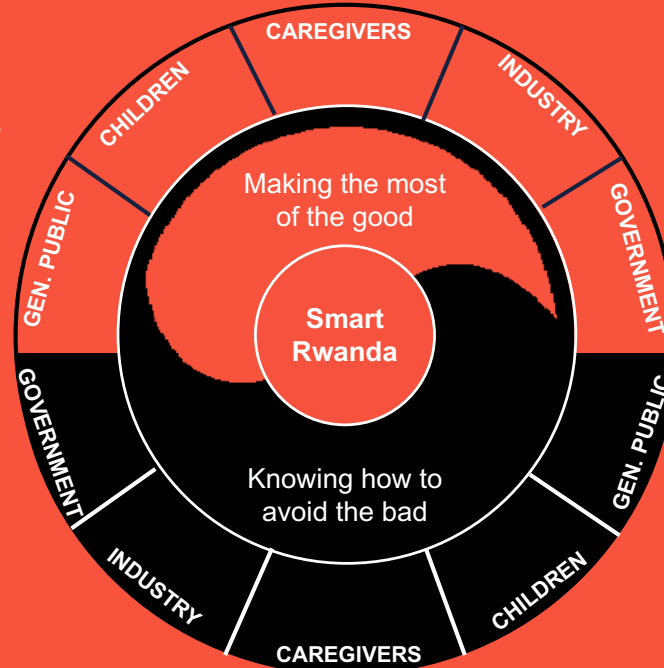 CAREGIVERS
CHILDREN
INDUSTRY
GEN. PUBLIC
GOVERNMENT
Making the most
of the good
Smart
Rwanda
Knowing how to
avoid the bad
GOVERNMENT
GEN. PUBLIC
INDUSTRY
CHILDREN
CAREGIVERS